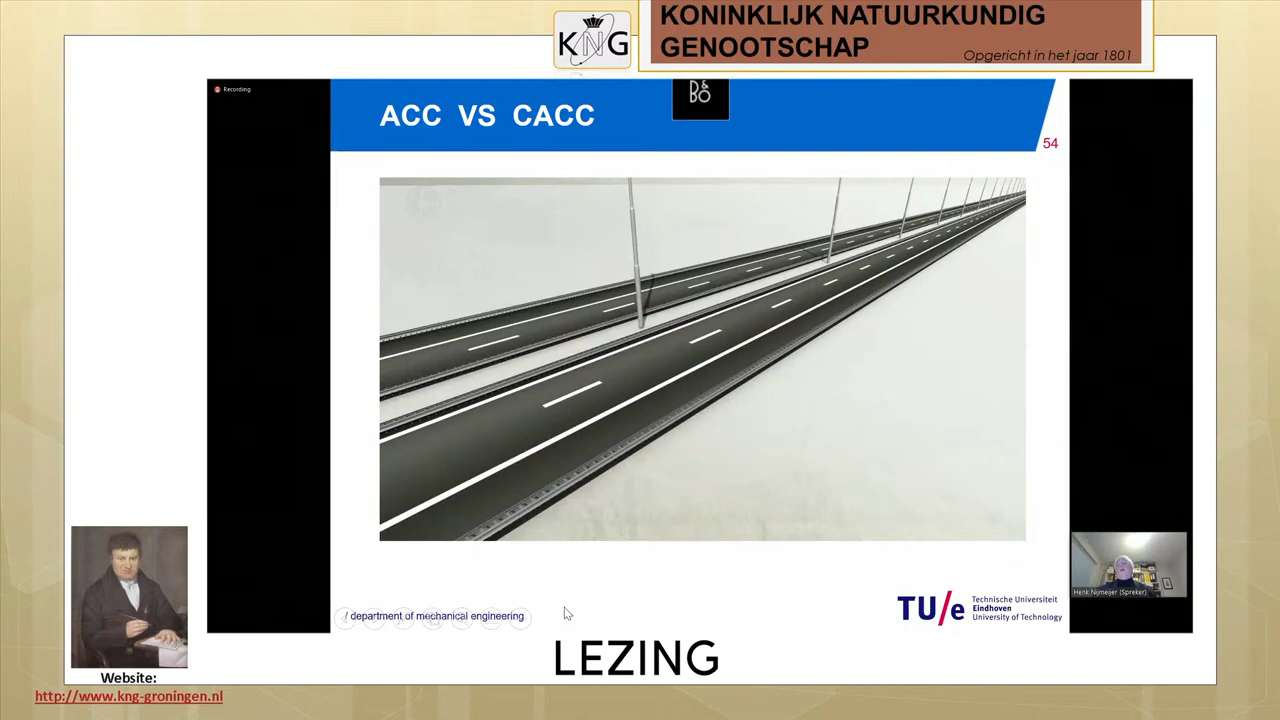 KNG
KONINKLIJK NATUURKUNDIG
GENOOTSCHAP
Opgericht in het jaar 1801
Recording
ACC VS CACC
D&
BO
54
/ department of mechanical engineering
TU/e
Technische Universiteit
Eindhoven
University of Technology
Henk Nijmeijer (Spreker)
LEZING
Website:
http://www.kng-groningen.nl